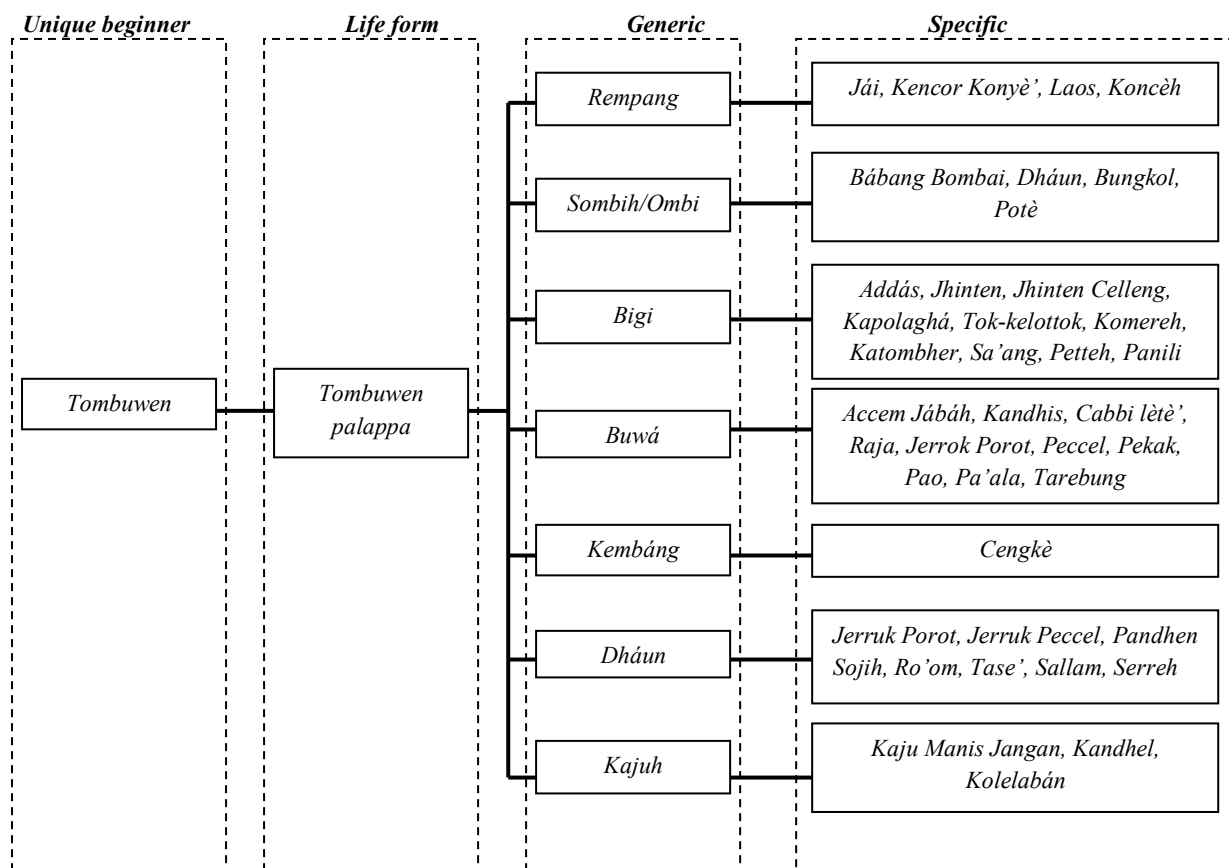 Unique beginner
Life form
Generic
Specific
Rempang
Jái, Kencor Konyè’, Laos, Koncèh
Sombih/Ombi
Bábang Bombai, Dháun, Bungkol,
Potè
Bigi
Addás, Jhinten, Jhinten Celleng,
Kapolaghá, Tok-kelottok, Komereh,
Katombher, Sa’ang, Petteh, Panili
Tombuwen
Tombuwen
palappa
Buwá
Accem Jábáh, Kandhis, Cabbi lètè’,
Raja, Jerrok Porot, Peccel, Pekak,
Pao, Pa’ala, Tarebung
Kembáng
Cengkè
Dháun
Jerruk Porot, Jerruk Peccel, Pandhen
Sojih, Ro’om, Tase’, Sallam, Serreh
Kajuh
Kaju Manis Jangan, Kandhel,
Kolelabán